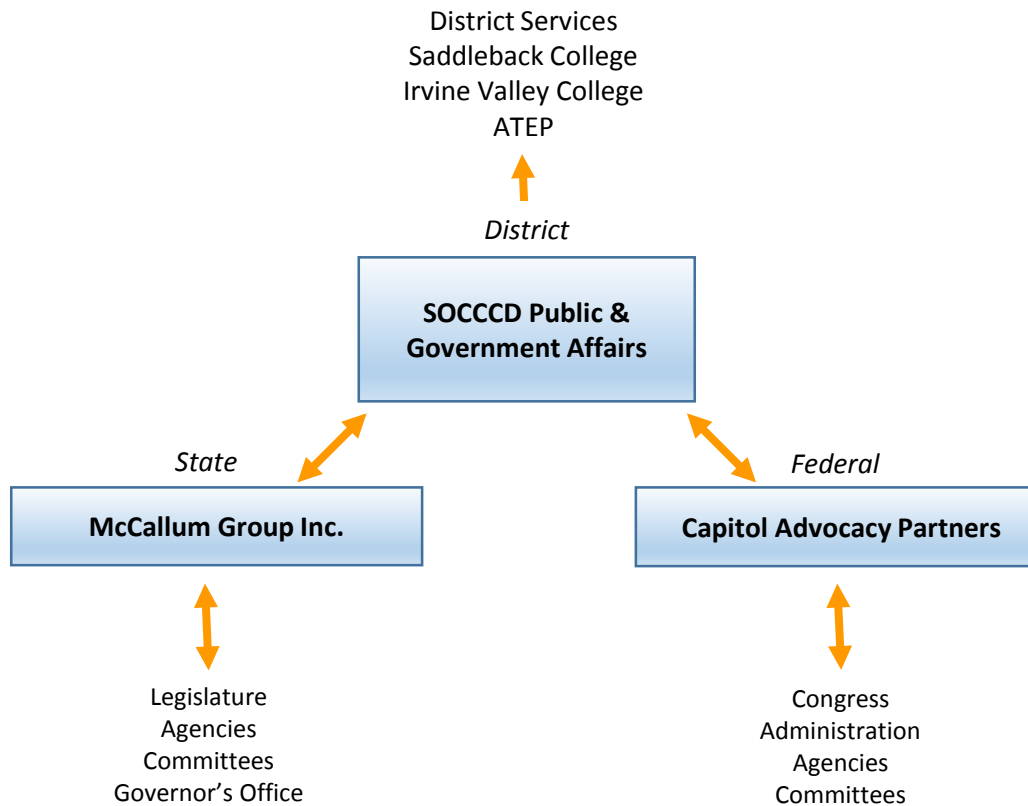 District Services
Saddleback College
Irvine Valley College
ATEP
District
SOCCCD Public &
Government Affairs
State
McCallum Group Inc.
Federal
Capitol Advocacy Partners
Legislature
Agencies
Committees
Governor’s Office
Congress
Administration
Agencies
Committees